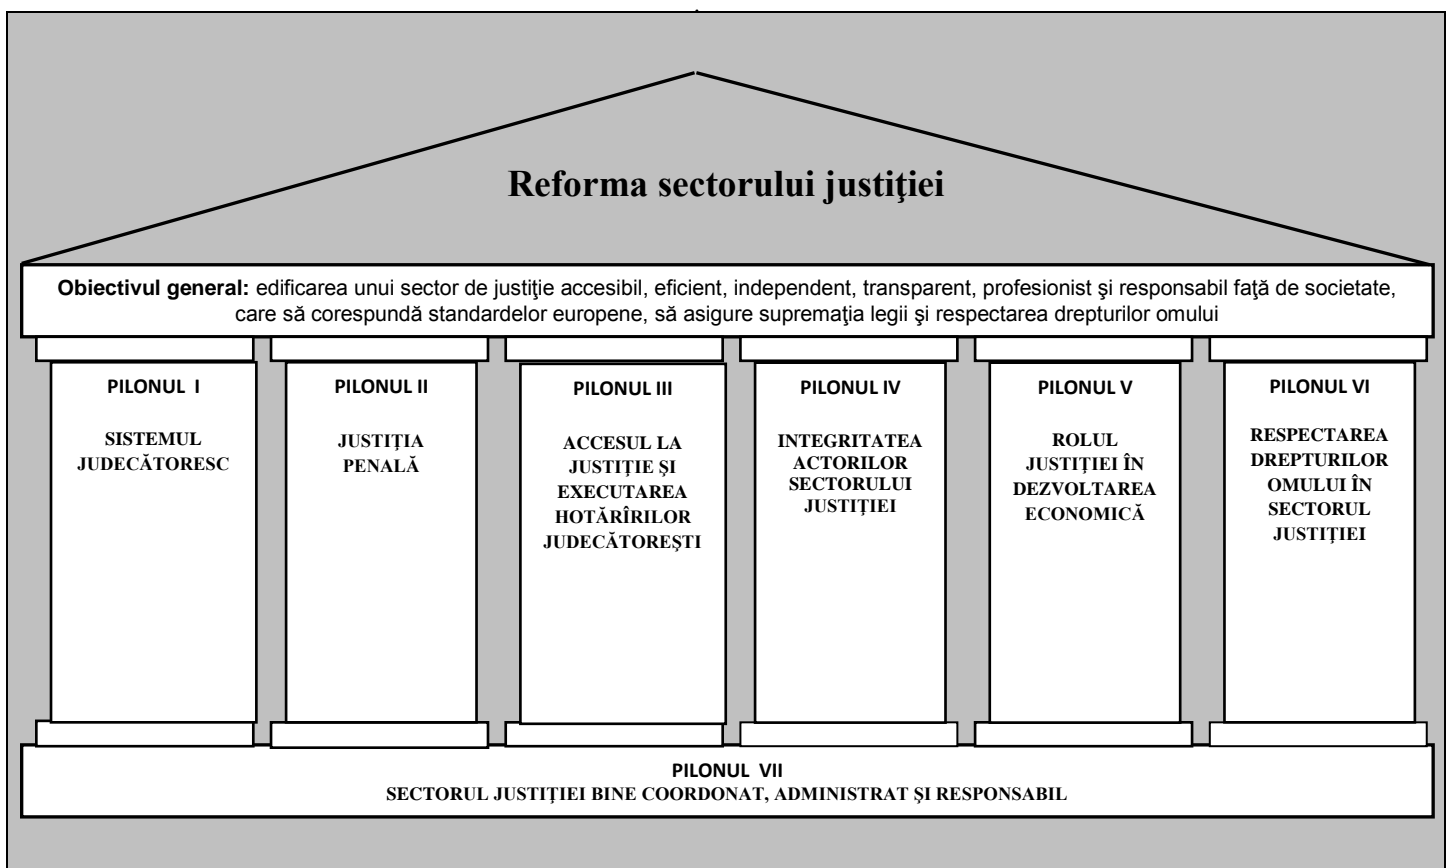 Reforma sectorului justiţiei
Obiectivul general: edificarea unui sector de justiţie accesibil, eficient, independent, transparent, profesionist şi responsabil faţă de societate,
care să corespundă standardelor europene, să asigure supremaţia legii şi respectarea drepturilor omului
PILONUL I
SISTEMUL
JUDECĂTORESC
PILONUL II
JUSTIŢIA
PENALĂ
PILONUL III
ACCESUL LA
JUSTIŢIE ŞI
EXECUTAREA
HOTĂRÎRILOR
JUDECĂTOREŞTI
PILONUL IV
INTEGRITATEA
ACTORILOR
SECTORULUI
JUSTIŢIEI
PILONUL V
ROLUL
JUSTIŢIEI ÎN
DEZVOLTAREA
ECONOMICĂ
PILONUL VI
RESPECTAREA
DREPTURILOR
OMULUI ÎN
SECTORUL
JUSTIŢIEI
PILONUL VII
SECTORUL JUSTIŢIEI BINE COORDONAT, ADMINISTRAT ŞI RESPONSABIL